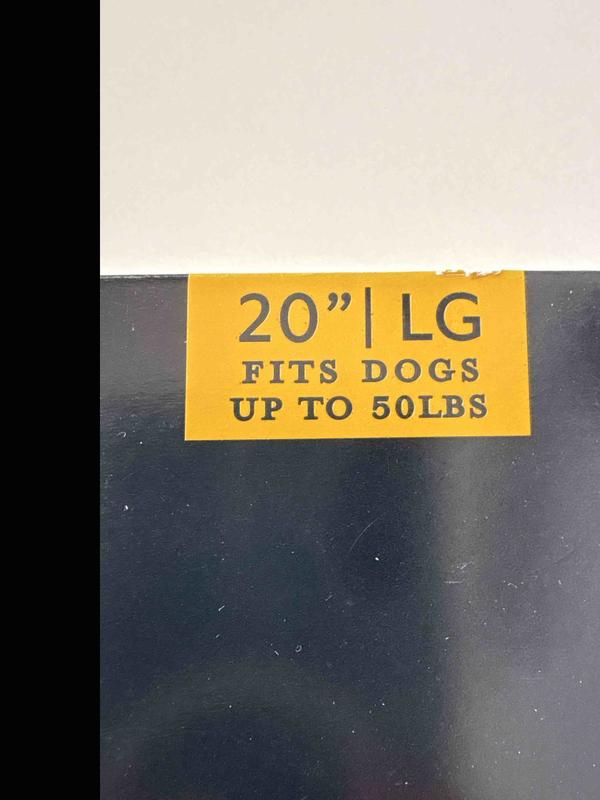 20”| LG
FITS DOGS
UP TO 50LBS